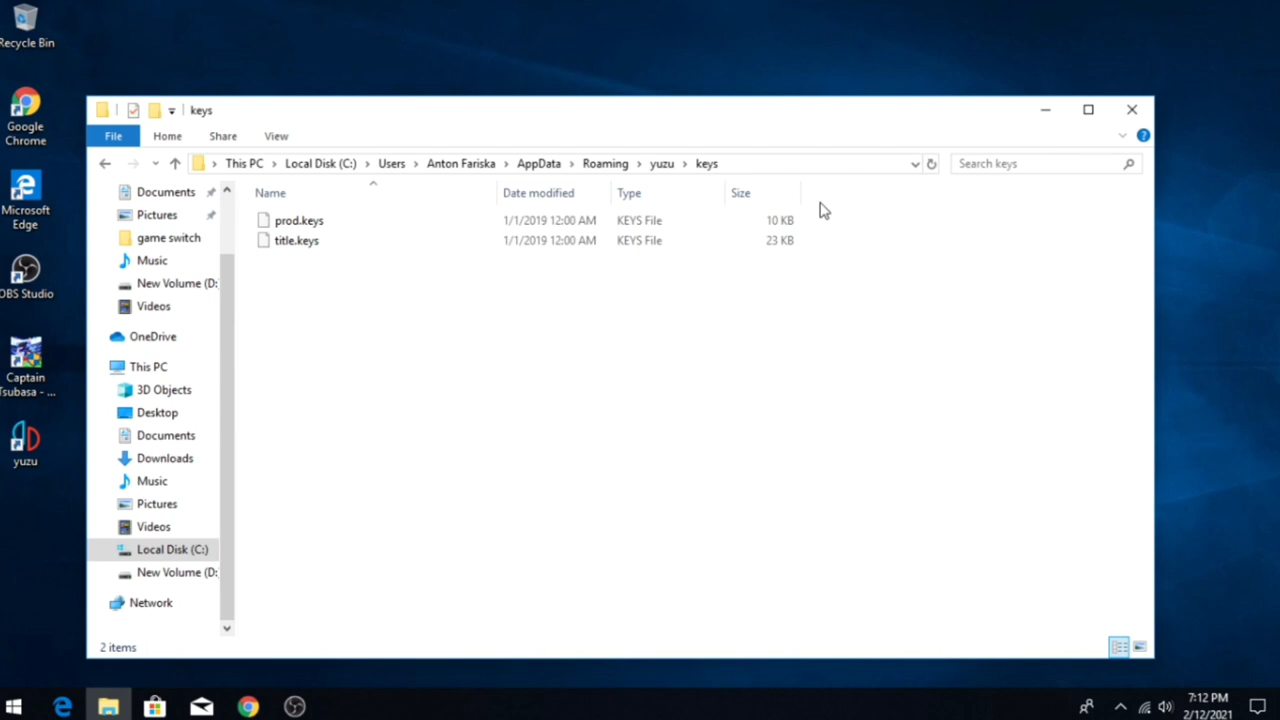 Recycle Bin
Google
Chrome
Microsoft
Edge
OBS Studio
Captain
Tsubasa - ...
yuzu
keys
File
Home
Share
View
This PC > Local Disk (C:) > Users > Anton Fariska > AppData > Roaming > yuzu > keys
Search keys
Name
Date modified
Type
Size
prod.keys
1/1/2019 12:00 AM
KEYS File
10 KB
title.keys
1/1/2019 12:00 AM
KEYS File
23 KB
Documents
Pictures
game switch
Music
New Volume (D:
Videos
OneDrive
This PC
3D Objects
Desktop
Documents
Downloads
Music
Pictures
Videos
Local Disk (C:)
New Volume (D:
Network
2 items
7:12 PM
2/12/2021